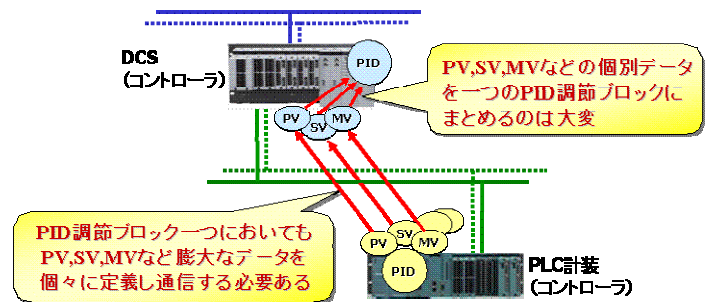 DCS
(コントローラ)
PID
PV,SV,MVなどの個別データ
を一つのPID調節ブロックに
まとめるのは大変
PV
SV
MV
PID調節ブロック一つにおいても
PV,SV,MVなど膨大なデータを
個々に定義し通信する必要ある
PV
SV
MV
PID
PLC計装
(コントローラ)